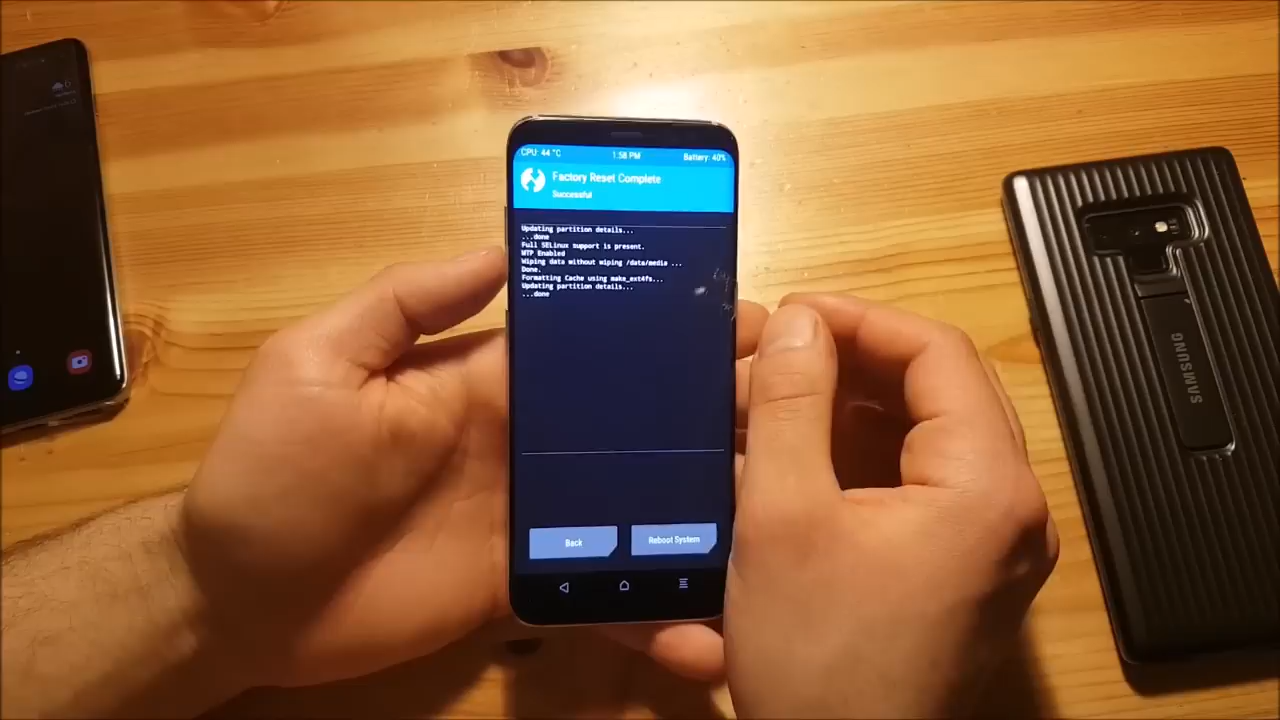 CPU: 44 °C
1:58 PM
Battery: 40%
Factory Reset Complete
Successful
Updating partition details...
...done
Full SELinux support is present.
MTP Enabled
Wiping data without wiping /data/media ...
Done.
Formatting Cache using make_ext4fs...
Updating partition details...
...done
Back
Reboot System
SAMSUNG